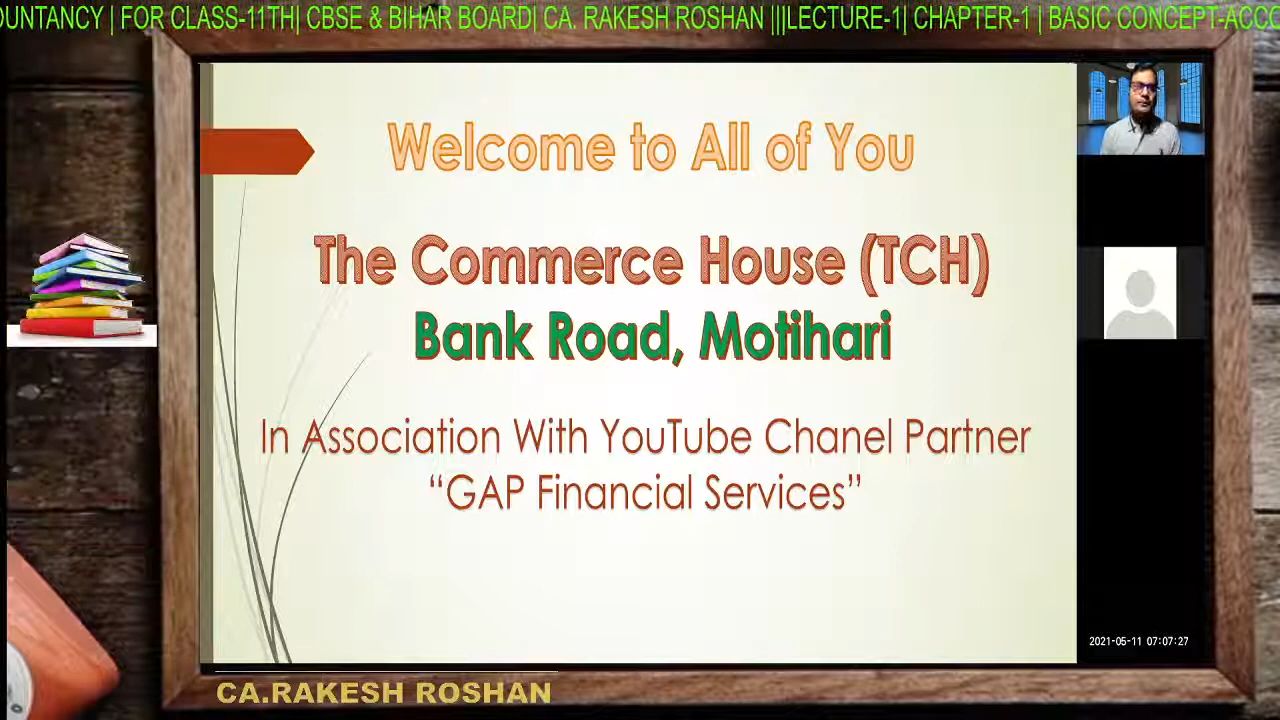 OUNTANCY | FOR CLASS-11TH| CBSE & BIHAR BOARD| CA. RAKESH ROSHAN |||LECTURE-1| CHAPTER-1 | BASIC CONCEPT-ACCO
Welcome to All of You
The Commerce House (TCH)
Bank Road, Motihari
In Association With YouTube Chanel Partner
“GAP Financial Services”
2021-05-11 07:07:27
CA.RAKESH ROSHAN